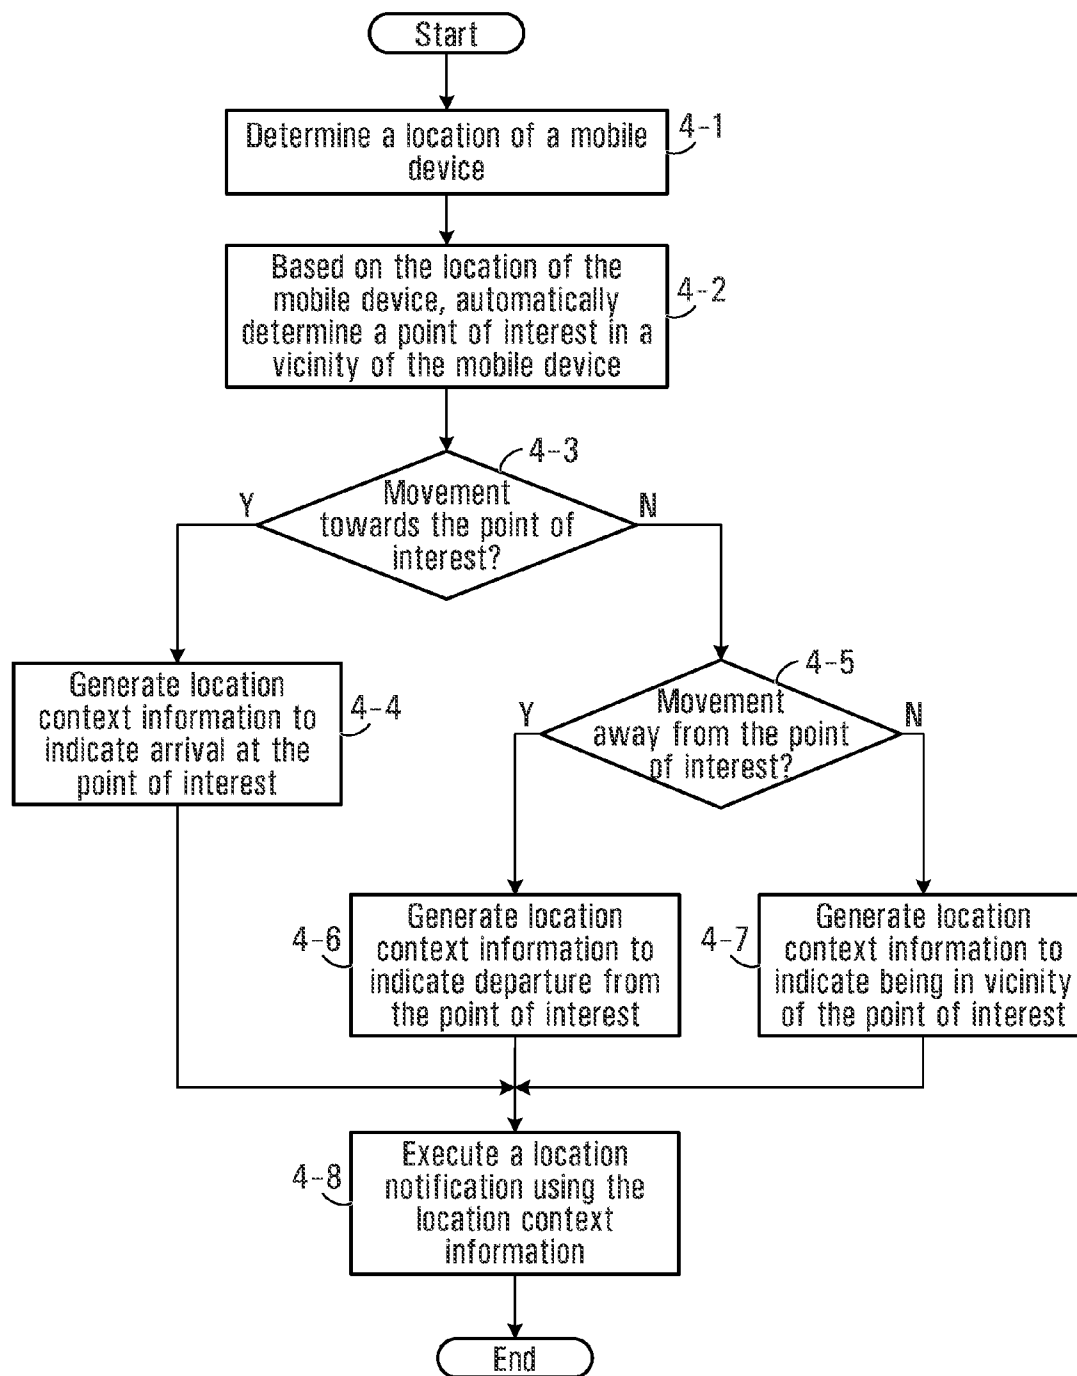 Start
Determine a location of a mobile
device
4-1
Based on the location of the
mobile device, automatically
determine a point of interest in a
vicinity of the mobile device
4-2
4-3
Y
Movement
towards the point of
interest?
N
Generate location
context information to
indicate arrival at the
point of interest
4-4
4-5
Y
Movement
away from the point
of interest?
N
4-6
Generate location
context information to
indicate departure from
the point of interest
4-7
Generate location
context information to
indicate being in vicinity
of the point of interest
4-8
Execute a location
notification using the
location context
information
End